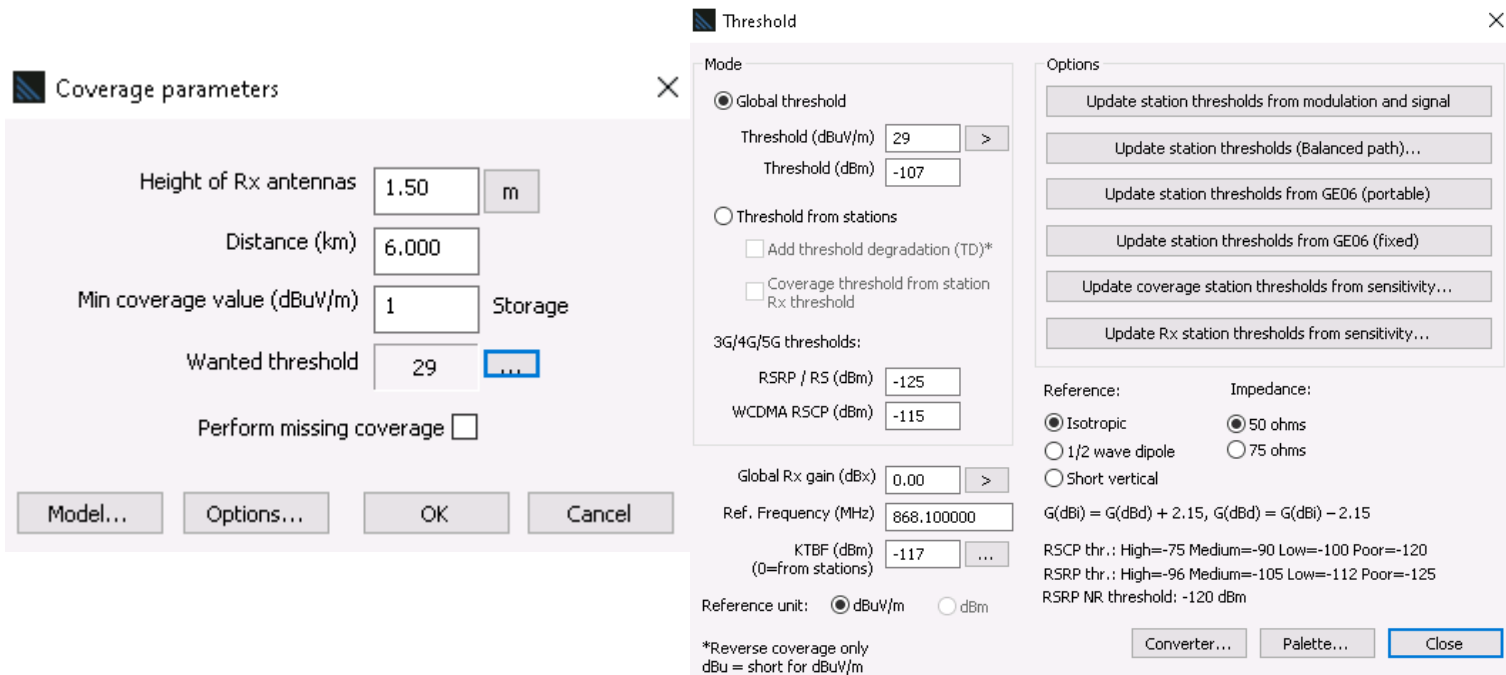 Coverage parameters
Height of Rx antennas 1.50 m
Distance (km) 6.000
Min coverage value (dBuV/m) 1 Storage
Wanted threshold 29 ...
Perform missing coverage
Model... Options... OK Cancel
Threshold
Mode
Global threshold
Threshold (dBuV/m) 29 >
Threshold (dBm) -107
Threshold from stations
Add threshold degradation (TD)*
Coverage threshold from station
Rx threshold
3G/4G/5G thresholds:
RSRP / RS (dBm) -125
WCDMA RSCP (dBm) -115
Global Rx gain (dBx) 0.00 >
Ref. Frequency (MHz) 868.100000
KTBF (dBm) -117 ...
(0=from stations)
Reference unit: dBuV/m dBm
*Reverse coverage only
dBu = short for dBuV/m
Options
Update station thresholds from modulation and signal
Update station thresholds (Balanced path)...
Update station thresholds from GE06 (portable)
Update station thresholds from GE06 (fixed)
Update coverage station thresholds from sensitivity...
Update Rx station thresholds from sensitivity...
Reference: Impedance:
Isotropic 50 ohms
1/2 wave dipole 75 ohms
Short vertical
G(dBi) = G(dBd) + 2.15, G(dBd) = G(dBi) – 2.15
RSCP thr.: High=-75 Medium=-90 Low=-100 Poor=-120
RSRP thr.: High=-96 Medium=-105 Low=-112 Poor=-125
RSRP NR threshold: -120 dBm
Converter... Palette... Close